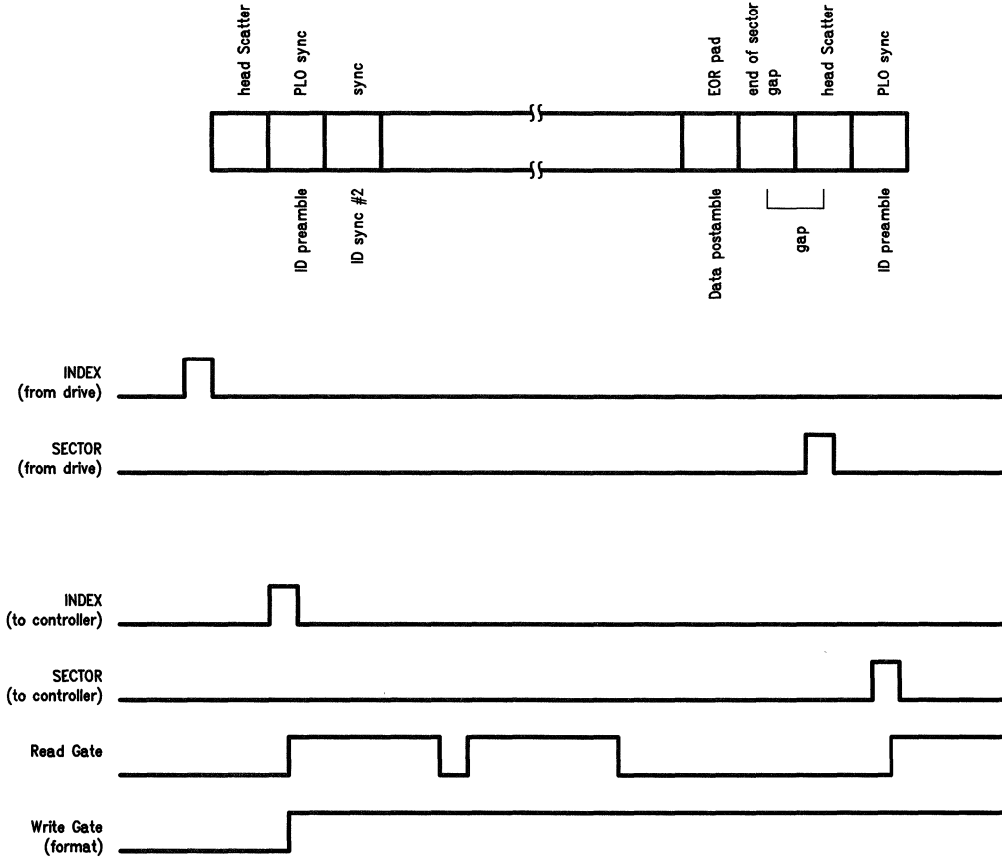 head Scatter
PLO sync
sync
EOR pad
end of sector
gap
head Scatter
PLO sync
ID preamble
ID sync #2
Data postamble
gap
ID preamble
INDEX
(from drive)
SECTOR
(from drive)
INDEX
(to controller)
SECTOR
(to controller)
Read Gate
Write Gate
(format)